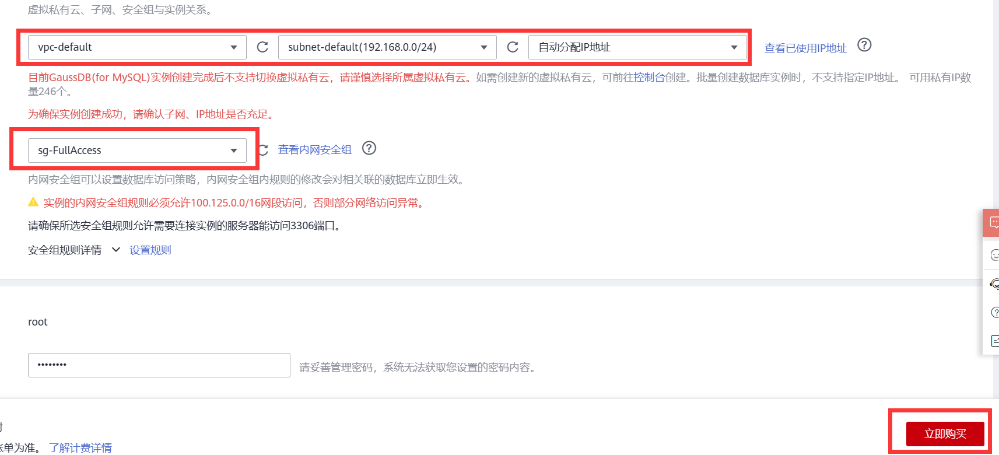 虚拟私有云、子网、安全组与实例关系。
vpc-default subnet-default(192.168.0.0/24) 自动分配IP地址 查看已使用IP地址
目前GaussDB(for MySQL)实例创建完成后不支持切换虚拟私有云，请谨慎选择所属虚拟私有云。如需创建新的虚拟私有云，可前往控制台创建。批量创建数据库实例时，不支持指定IP地址。 可用私有IP数
量246个。
为确保实例创建成功，请确认子网、IP地址是否充足。
sg-FullAccess 查看内网安全组
内网安全组可以设置数据库访问策略，内网安全组内规则的修改会对相关联的数据库立即生效。
实例的内网安全组规则必须允许100.125.0.0/16网段访问，否则部分网络访问异常。
请确保所选安全组规则允许需要连接实例的服务器能访问3306端口。
安全组规则详情 设置规则
root
•••••••• 请妥善管理密码，系统无法获取您设置的密码内容。
立即购买
单为准。 了解计费详情